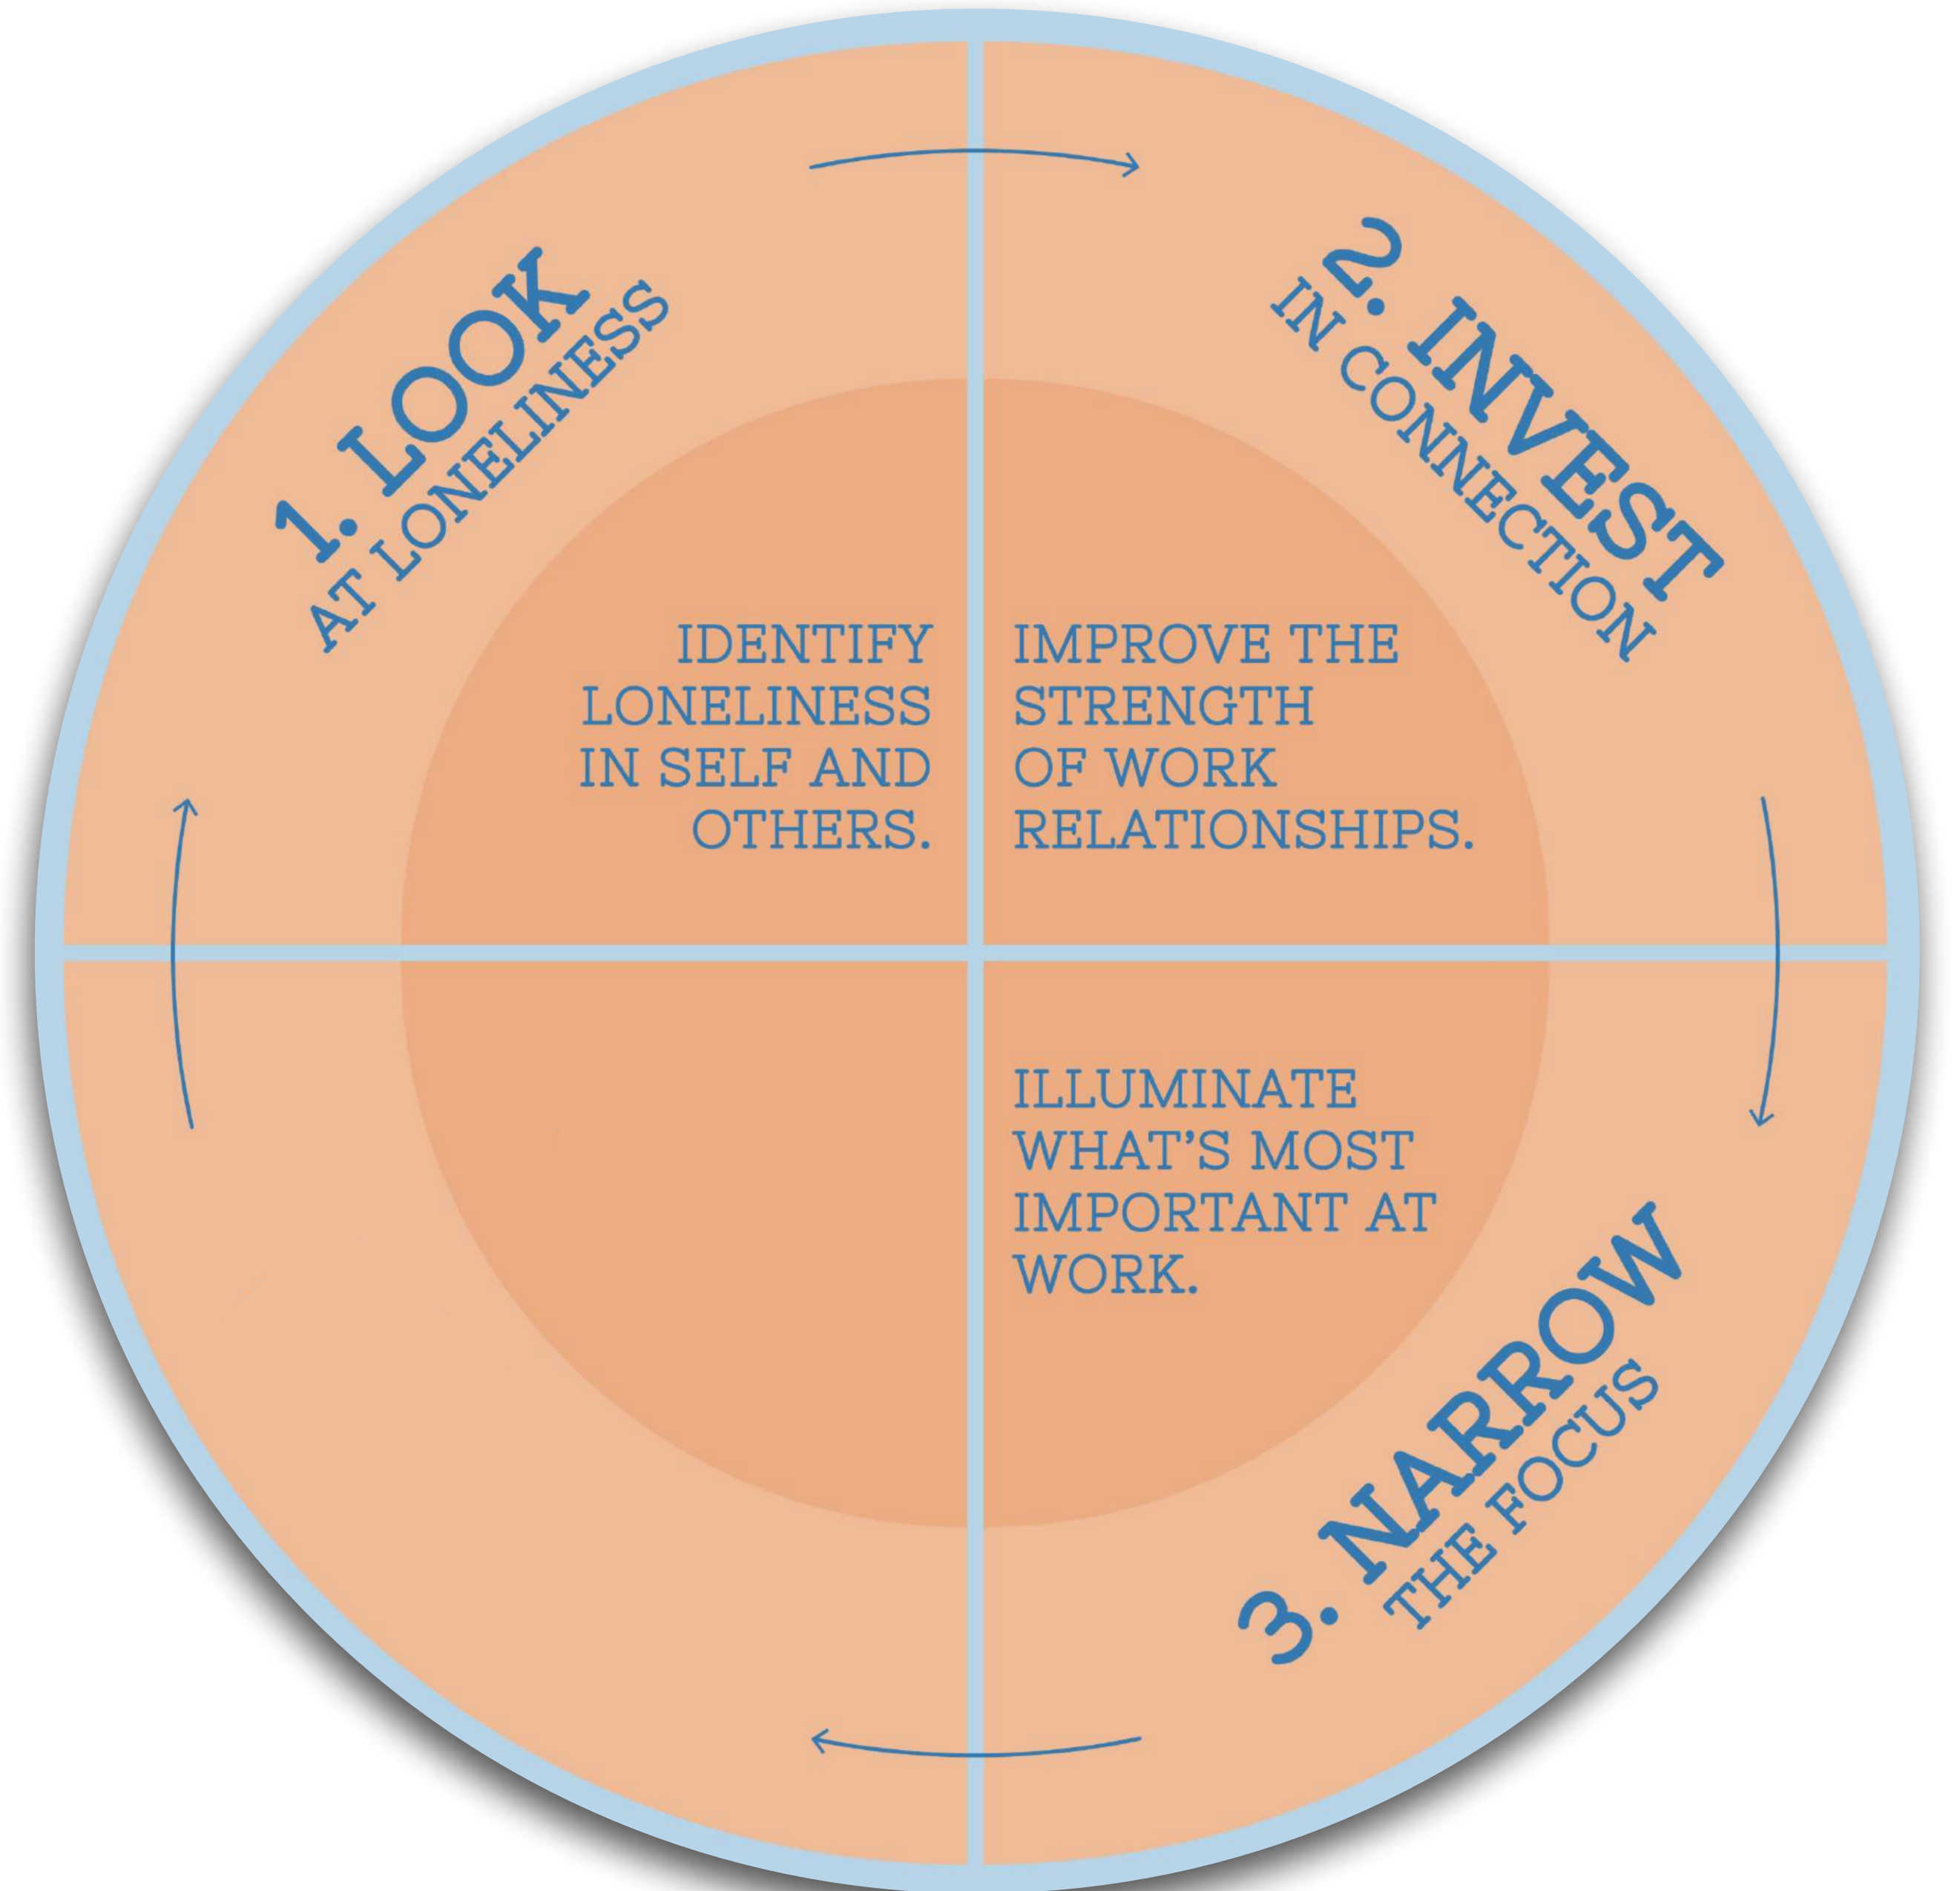 1. LOOK
AT LONELINESS
IDENTIFY
LONELINESS
IN SELF AND
OTHERS.
2. INVEST
IN CONNECTION
IMPROVE THE
STRENGTH
OF WORK
RELATIONSHIPS.
3. NARROW
THE FOCUS
ILLUMINATE
WHAT'S MOST
IMPORTANT AT
WORK.